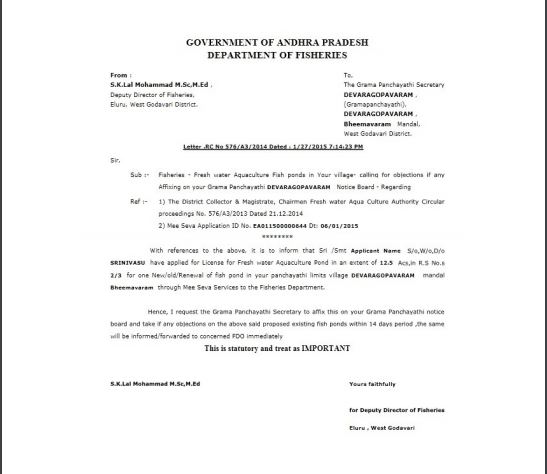 GOVERNMENT OF ANDHRA PRADESH
DEPARTMENT OF FISHERIES
From :
S.K.Lal Mohammad M.Sc,M.Ed ,
Deputy Director of Fisheries,
Eluru, West Godavari District.
To,
The Grama Panchayathi Secretary
DEVARAGOPAVARAM ,
(Gramapanchayathi),
DEVARAGOPAVARAM ,
Bheemavaram Mandal,
West Godavari District.
Letter .RC No 576/A3/2014 Dated : 1/27/2015 7:14:23 PM
Sir,
Sub :- Fisheries - Fresh water Aquaculture Fish ponds in Your village- calling for objections if any
Affixing on your Grama Panchayathi DEVARAGOPAVARAM Notice Board - Regarding
Ref :- 1) The District Collector & Magistrate, Chairmen Fresh water Aqua Culture Authority Circular
proceedings No. 576/A3/2013 Dated 21.12.2014
2) Mee Seva Application ID No. EA011500000644 Dt: 06/01/2015
********
With references to the above, it is to inform that Sri /Smt Applicant Name S/o,W/o,D/o
SRINIVASU have applied for License for Fresh water Aquaculture Pond in an extent of 12.5 Acs,in R.S No.s
2/3 for one New/old/Renewal of fish pond in your panchayathi limits village DEVARAGOPAVARAM mandal
Bheemavaram through Mee Seva Services to the Fisheries Department.
Hence, I request the Grama Panchayathi Secretary to affix this on your Grama Panchayathi notice
board and take if any objections on the above said proposed existing fish ponds within 14 days period ,the same
will be informed/forwarded to concerned FDO immediately
This is statutory and treat as IMPORTANT
S.K.Lal Mohammad M.Sc,M.Ed
Yours faithfully
for Deputy Director of Fisheries
Eluru , West Godavari